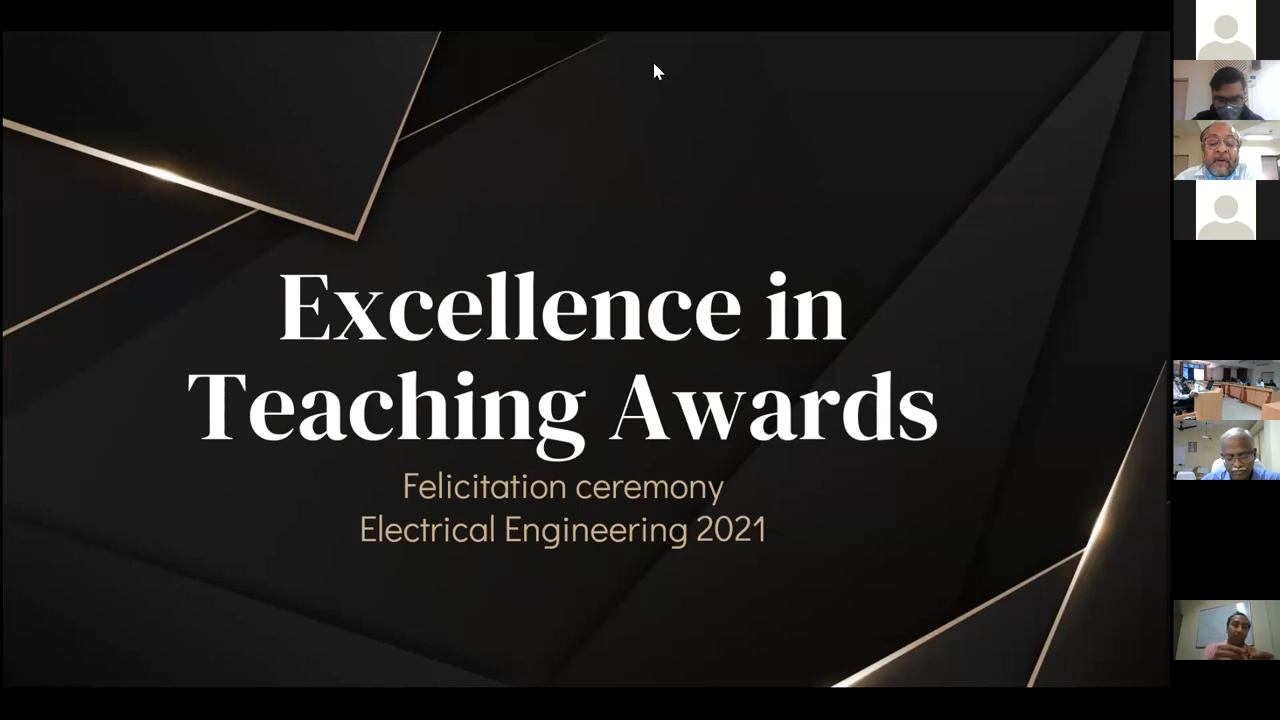 Excellence in
Teaching Awards
Felicitation ceremony
Electrical Engineering 2021